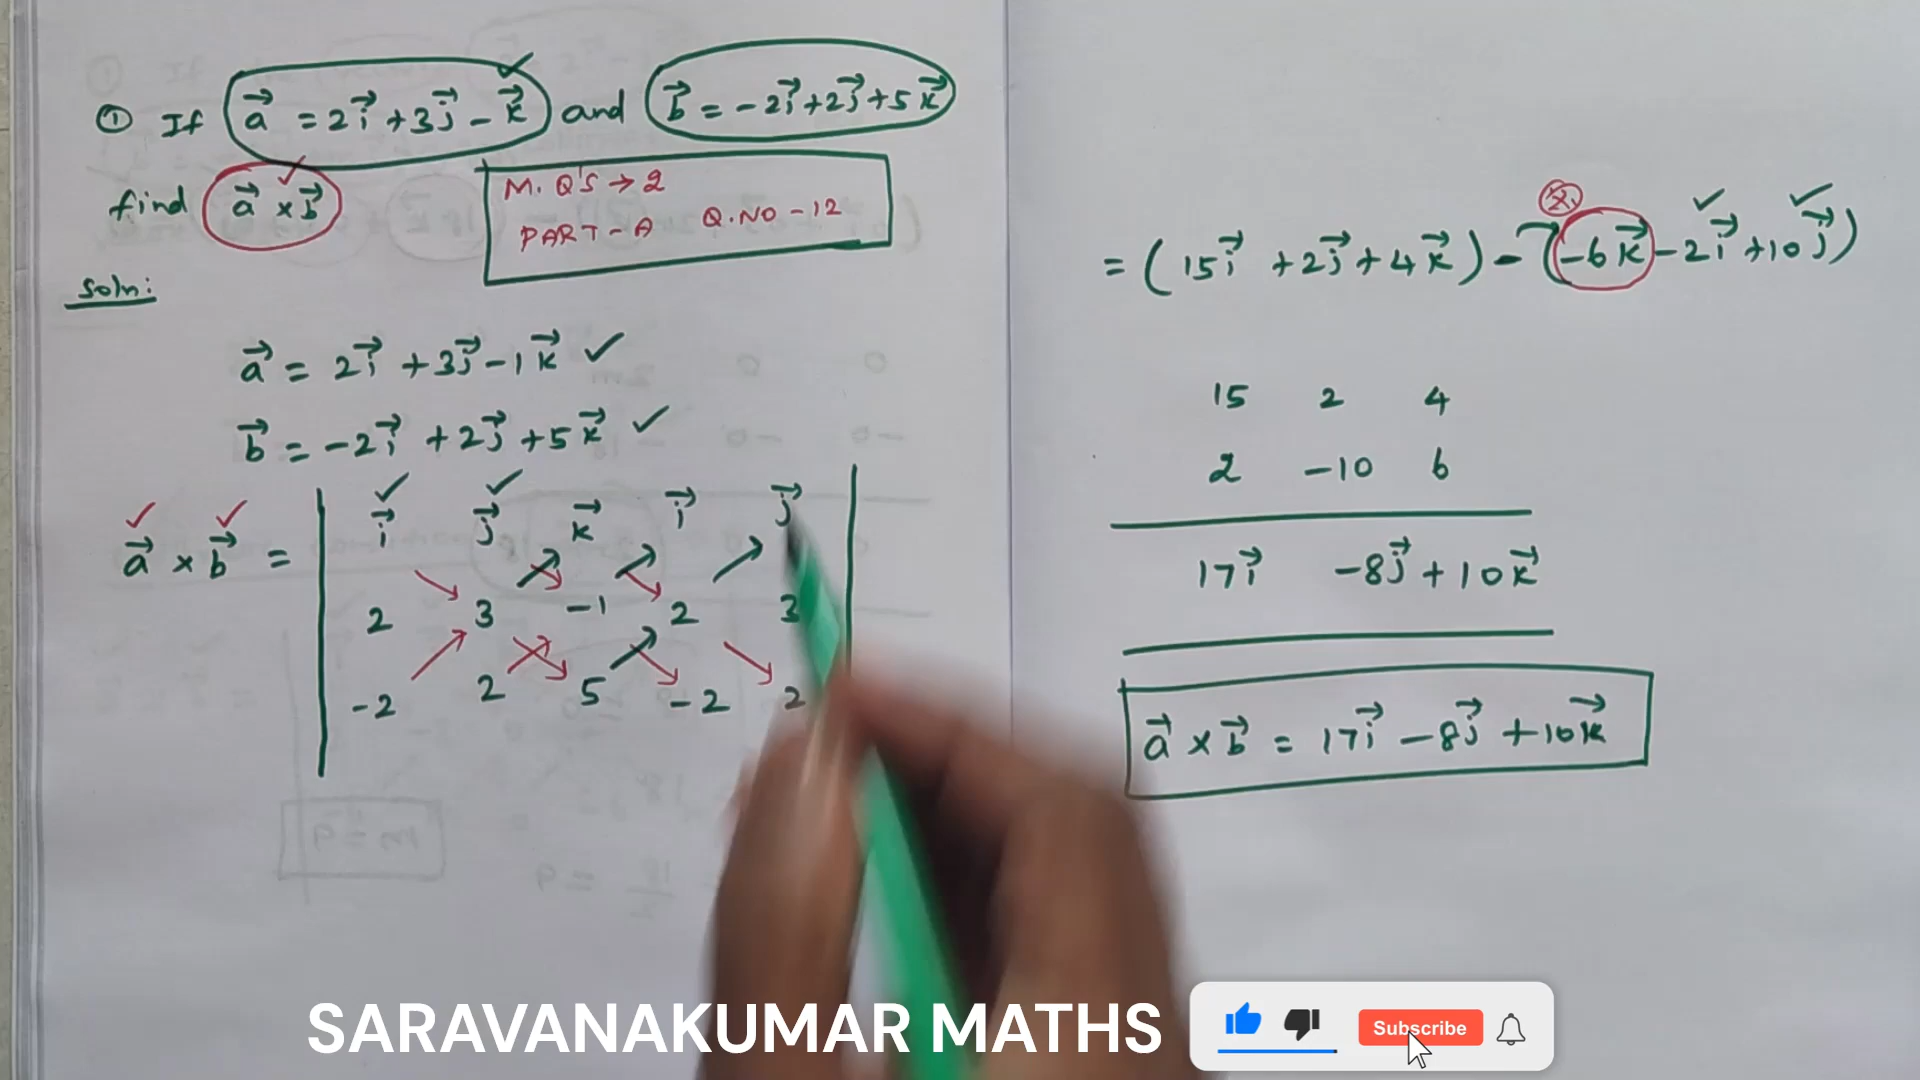 ① If a⃗ = 2i⃗ + 3j⃗ - k⃗ and b⃗ = -2i⃗ + 2j⃗ + 5k⃗
find a⃗ × b⃗
M.Q'S → 2
PART - A Q.NO - 12
Soln:
a⃗ = 2i⃗ + 3j⃗ - 1k⃗ ✓
b⃗ = -2i⃗ + 2j⃗ + 5k⃗ ✓
a⃗ × b⃗ = | i⃗ j⃗ k⃗ i⃗ j⃗ |
2 3 -1 2 3
-2 2 5 -2 2
= (15i⃗ + 2j⃗ + 4k⃗) - (-6k⃗ - 2i⃗ + 10j⃗)
15 2 4
2 -10 6
17i⃗ -8j⃗ + 10k⃗
a⃗ × b⃗ = 17i⃗ - 8j⃗ + 10k⃗
SARAVANAKUMAR MATHS
Subscribe